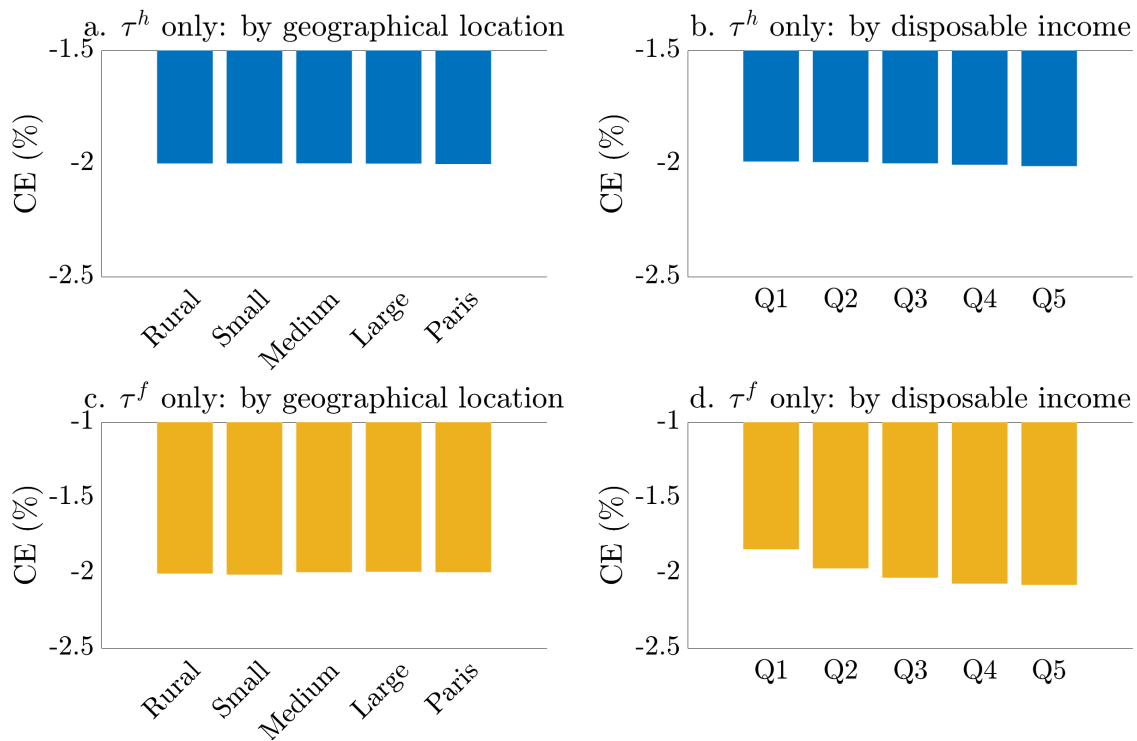 a. τ^h only: by geographical location
-1.5
-2
-2.5
CE (%)
Rural
Small
Medium
Large
Paris
b. τ^h only: by disposable income
-1.5
-2
-2.5
CE (%)
Q1
Q2
Q3
Q4
Q5
c. τ^f only: by geographical location
-1
-1.5
-2
-2.5
CE (%)
Rural
Small
Medium
Large
Paris
d. τ^f only: by disposable income
-1
-1.5
-2
-2.5
CE (%)
Q1
Q2
Q3
Q4
Q5